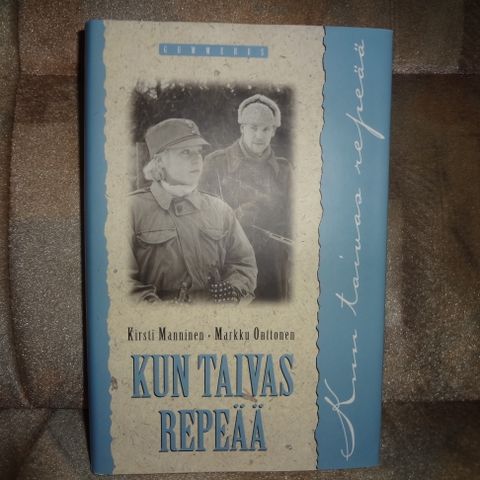 GUMMERUS
Kirsti Manninen • Markku Onttonen
KUN TAIVAS
REPEÄÄ
Kun taivas repeää